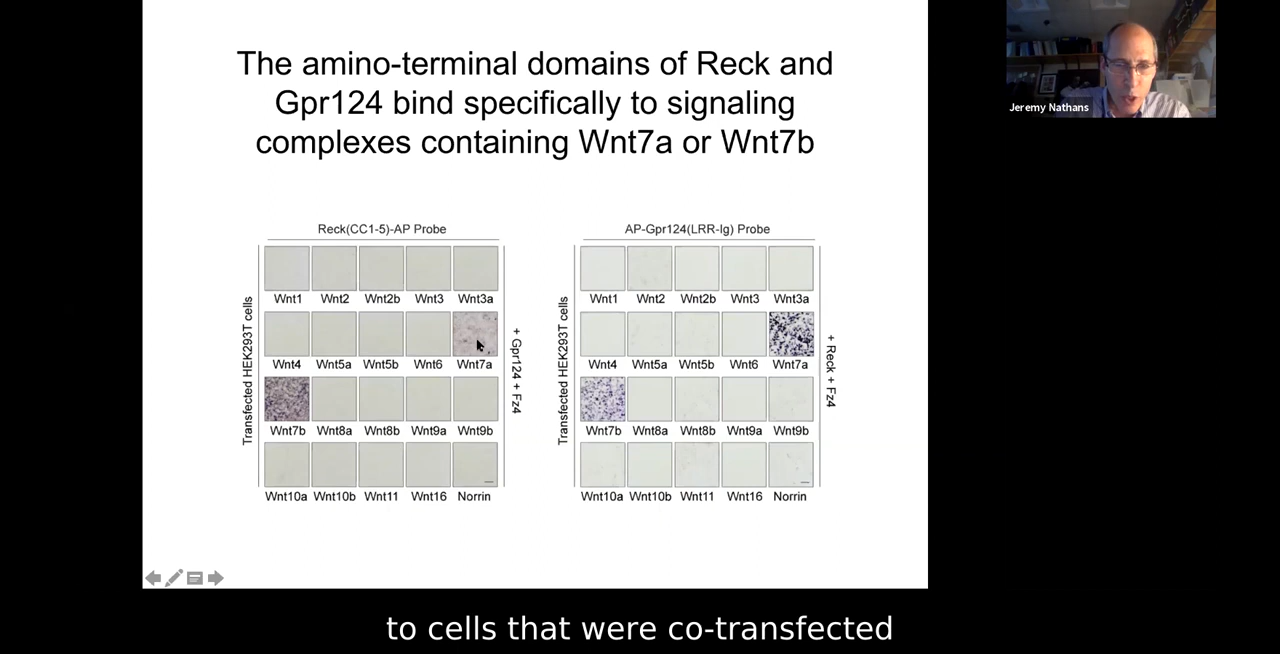 The amino-terminal domains of Reck and
Gpr124 bind specifically to signaling
complexes containing Wnt7a or Wnt7b
Jeremy Nathans
Reck(CC1-5)-AP Probe
Transfected HEK293T cells
Wnt1 Wnt2 Wnt2b Wnt3 Wnt3a
Wnt4 Wnt5a Wnt5b Wnt6 Wnt7a
Wnt7b Wnt8a Wnt8b Wnt9a Wnt9b
Wnt10a Wnt10b Wnt11 Wnt16 Norrin
+ Gpr124 + Fz4
AP-Gpr124(LRR-Ig) Probe
Transfected HEK293T cells
Wnt1 Wnt2 Wnt2b Wnt3 Wnt3a
Wnt4 Wnt5a Wnt5b Wnt6 Wnt7a
Wnt7b Wnt8a Wnt8b Wnt9a Wnt9b
Wnt10a Wnt10b Wnt11 Wnt16 Norrin
+ Reck + Fz4
to cells that were co-transfected